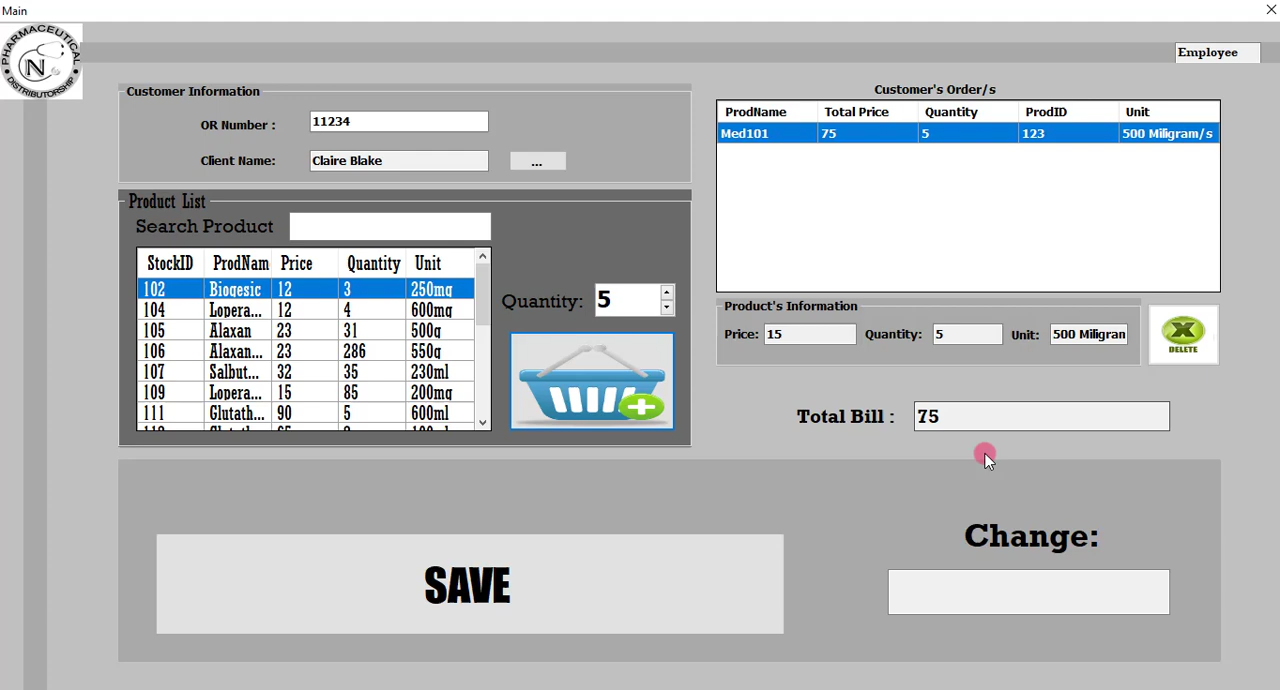 Main
PHARMACEUTICAL
N
DISTRIBUTORSHIP
Employee
Customer Information
OR Number : 11234
Client Name: Claire Blake ...
Product List
Search Product
StockID ProdNam Price Quantity Unit
102 Biogesic 12 3 250mg
104 Lopera... 12 4 600mg
105 Alaxan 23 31 500g
106 Alaxan... 23 286 550g
107 Salbut... 32 35 230ml
109 Lopera... 15 85 200mg
111 Glutath... 90 5 600ml
Quantity: 5
Customer's Order/s
ProdName Total Price Quantity ProdID Unit
Med101 75 5 123 500 Miligram/s
Product's Information
Price: 15 Quantity: 5 Unit: 500 Miligran
DELETE
Total Bill : 75
SAVE
Change: